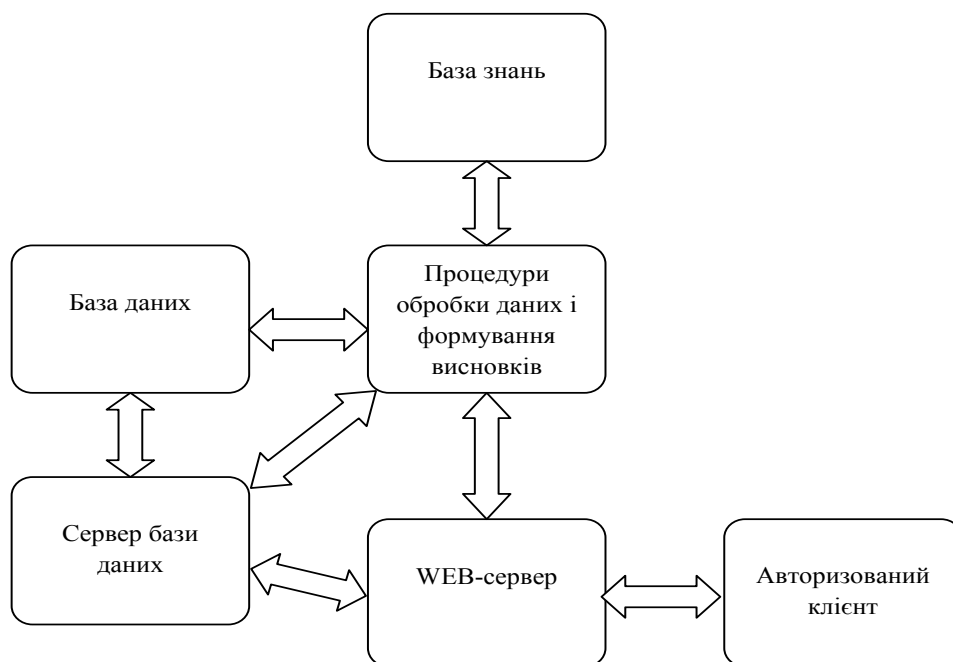 База знань
Процедури
обробки даних і
формування
висновків
База даних
Сервер бази
даних
WEB-сервер
Авторизований
клієнт